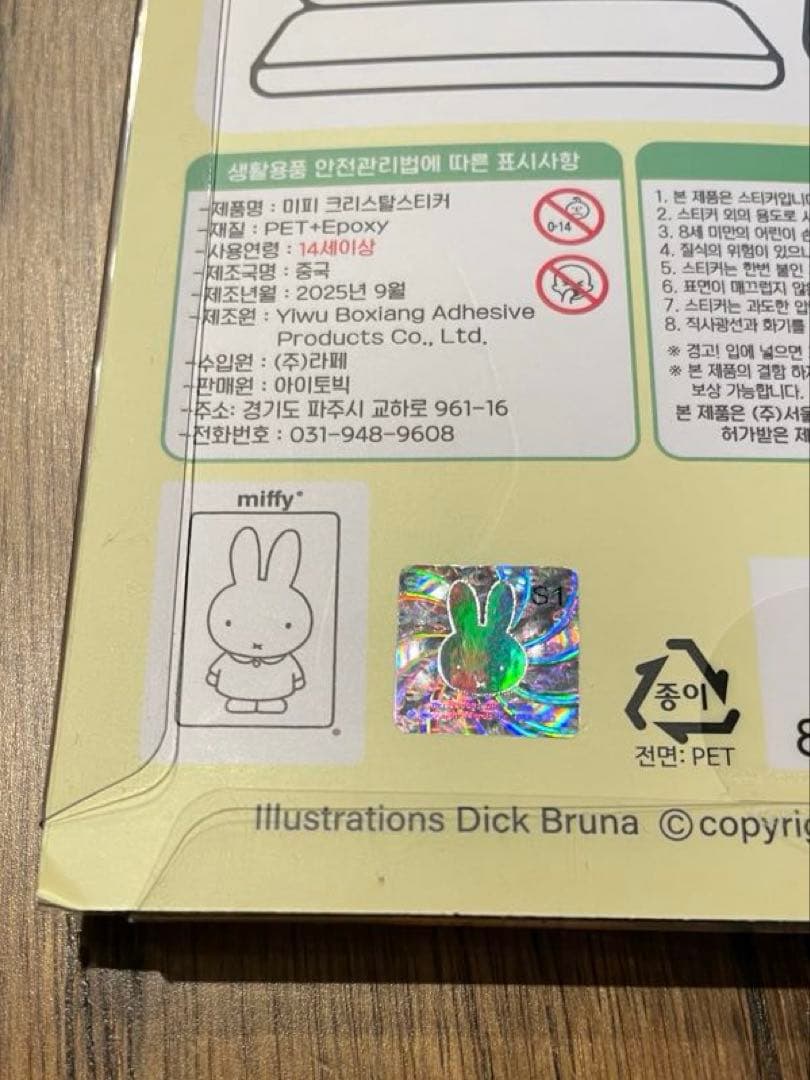 생활용품 안전관리법에 따른 표시사항
-제품명 : 미피 크리스탈스티커
-재질 : PET+Epoxy
-사용연령 : 14세이상
-제조국명 : 중국
-제조년월 : 2025년 9월
-제조원 : Yiwu Boxiang Adhesive
Products Co., Ltd.
-수입원 : (주)라페
-판매원 : 아이토빅
-주소: 경기도 파주시 교하로 961-16
-전화번호 : 031-948-9608
0-14
1. 본 제품은 스티커입니다
2. 스티커 외의 용도로
3. 8세 미만의 어린이
4. 질식의 위험이 있으니
5. 스티커는 한번 붙인
6. 표면이 매끄럽지
7. 스티커는 과도한
8. 직사광선과 화기를
※ 경고! 입에 넣으면
※ 본 제품의 결함
보상 가능합니다.
본 제품은 (주)서울
허가받은
miffy®
S1
종이
전면: PET
8
Illustrations Dick Bruna © copyrig